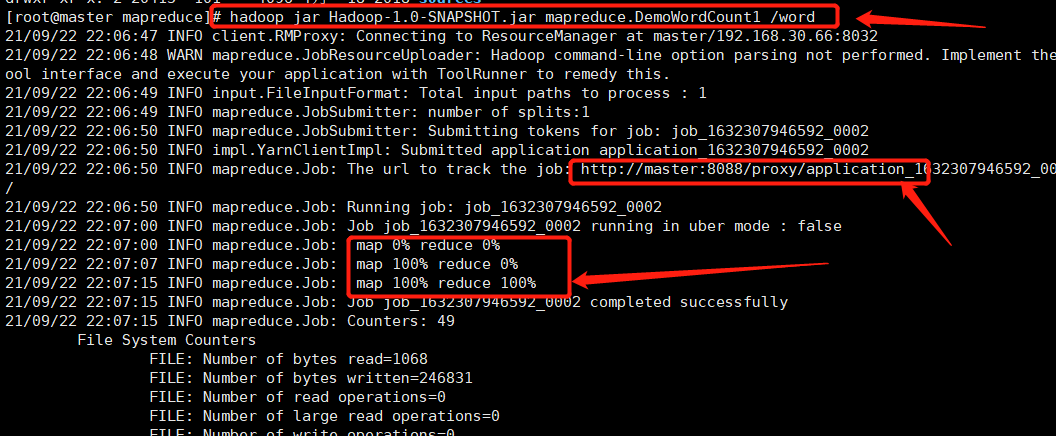 sources
[root@master mapreduce]# hadoop jar Hadoop-1.0-SNAPSHOT.jar mapreduce.DemoWordCount1 /word
21/09/22 22:06:47 INFO client.RMProxy: Connecting to ResourceManager at master/192.168.30.66:8032
21/09/22 22:06:48 WARN mapreduce.JobResourceUploader: Hadoop command-line option parsing not performed. Implement the
ool interface and execute your application with ToolRunner to remedy this.
21/09/22 22:06:49 INFO input.FileInputFormat: Total input paths to process : 1
21/09/22 22:06:49 INFO mapreduce.JobSubmitter: number of splits:1
21/09/22 22:06:50 INFO mapreduce.JobSubmitter: Submitting tokens for job: job_1632307946592_0002
21/09/22 22:06:50 INFO impl.YarnClientImpl: Submitted application application_1632307946592_0002
21/09/22 22:06:50 INFO mapreduce.Job: The url to track the job: http://master:8088/proxy/application_1632307946592_00
/
21/09/22 22:06:50 INFO mapreduce.Job: Running job: job_1632307946592_0002
21/09/22 22:07:00 INFO mapreduce.Job: Job job_1632307946592_0002 running in uber mode : false
21/09/22 22:07:00 INFO mapreduce.Job: map 0% reduce 0%
21/09/22 22:07:07 INFO mapreduce.Job: map 100% reduce 0%
21/09/22 22:07:15 INFO mapreduce.Job: map 100% reduce 100%
21/09/22 22:07:15 INFO mapreduce.Job: Job job_1632307946592_0002 completed successfully
21/09/22 22:07:15 INFO mapreduce.Job: Counters: 49
File System Counters
FILE: Number of bytes read=1068
FILE: Number of bytes written=246831
FILE: Number of read operations=0
FILE: Number of large read operations=0
FILE: Number of write operations=0